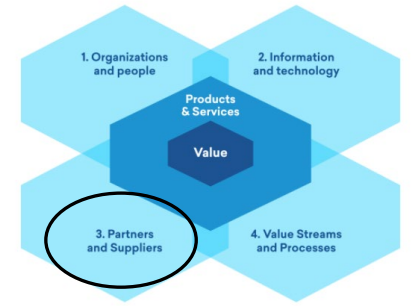 1. Organizations
and people
2. Information
and technology
Products
& Services
Value
3. Partners
and Suppliers
4. Value Streams
and Processes